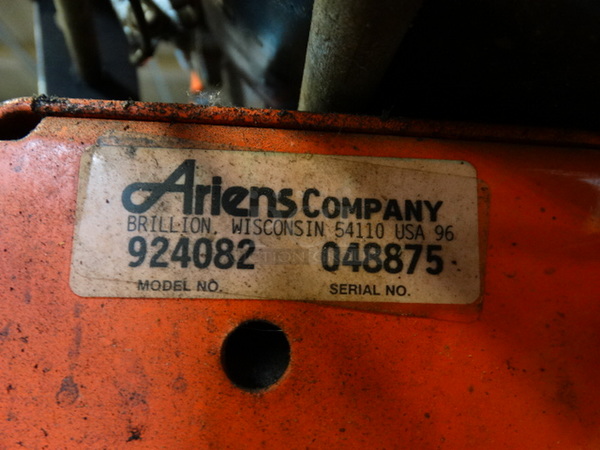 Ariens COMPANY
BRILLION, WISCONSIN 54110 USA 96
924082 048875
MODEL NO. SERIAL NO.